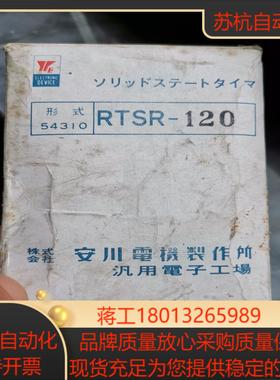 苏杭自动
ELECTRONIC
DEVICE
ソリッドステートタイマ
形式
54310
RTSR-120
株式会社 安川電機製作所
汎用電子工場
蒋工18013265989
自动化 品牌质量放心采购质量保
开票 现货充足为您提供稳定的